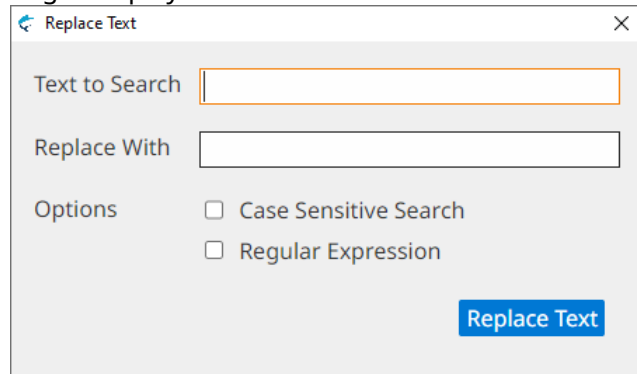 Replace Text
Text to Search
Replace With
Options
Case Sensitive Search
Regular Expression
Replace Text